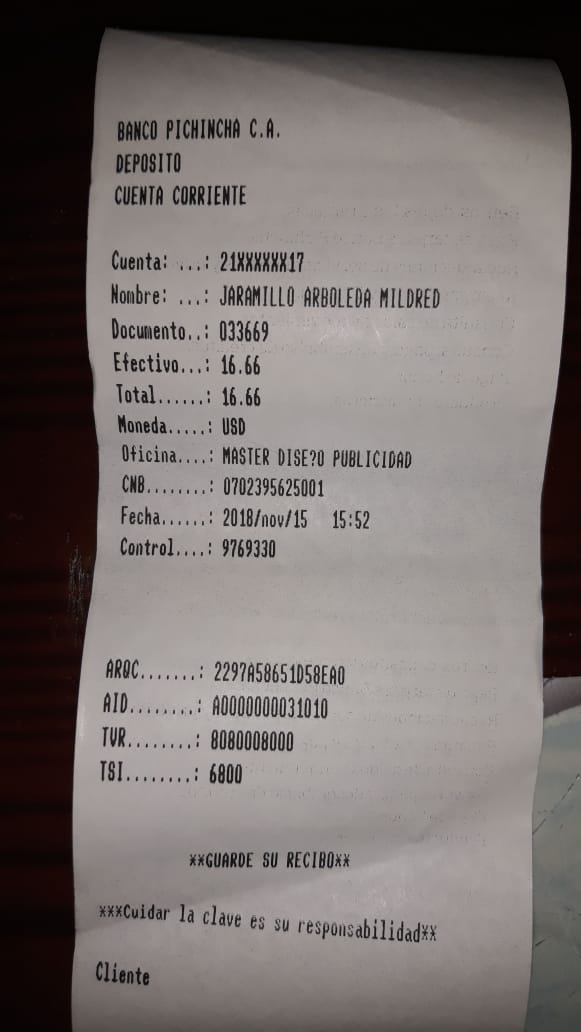 BANCO PICHINCHA C.A.
DEPOSITO
CUENTA CORRIENTE
Cuenta: ...: 21XXXXXX17
Nombre: ...: JARAMILLO ARBOLEDA MILDRED
Documento..: 033669
Efectivo...: 16.66
Total......: 16.66
Moneda.....: USD
Oficina....: MASTER DISE?O PUBLICIDAD
CNB........: 0702395625001
Fecha......: 2018/nov/15 15:52
Control....: 9769330
ARQC.......: 2297A58651D58EA0
AID........: A0000000031010
TVR........: 8080008000
TSI........: 6800
**GUARDE SU RECIBO**
***Cuidar la clave es su responsabilidad**
Cliente